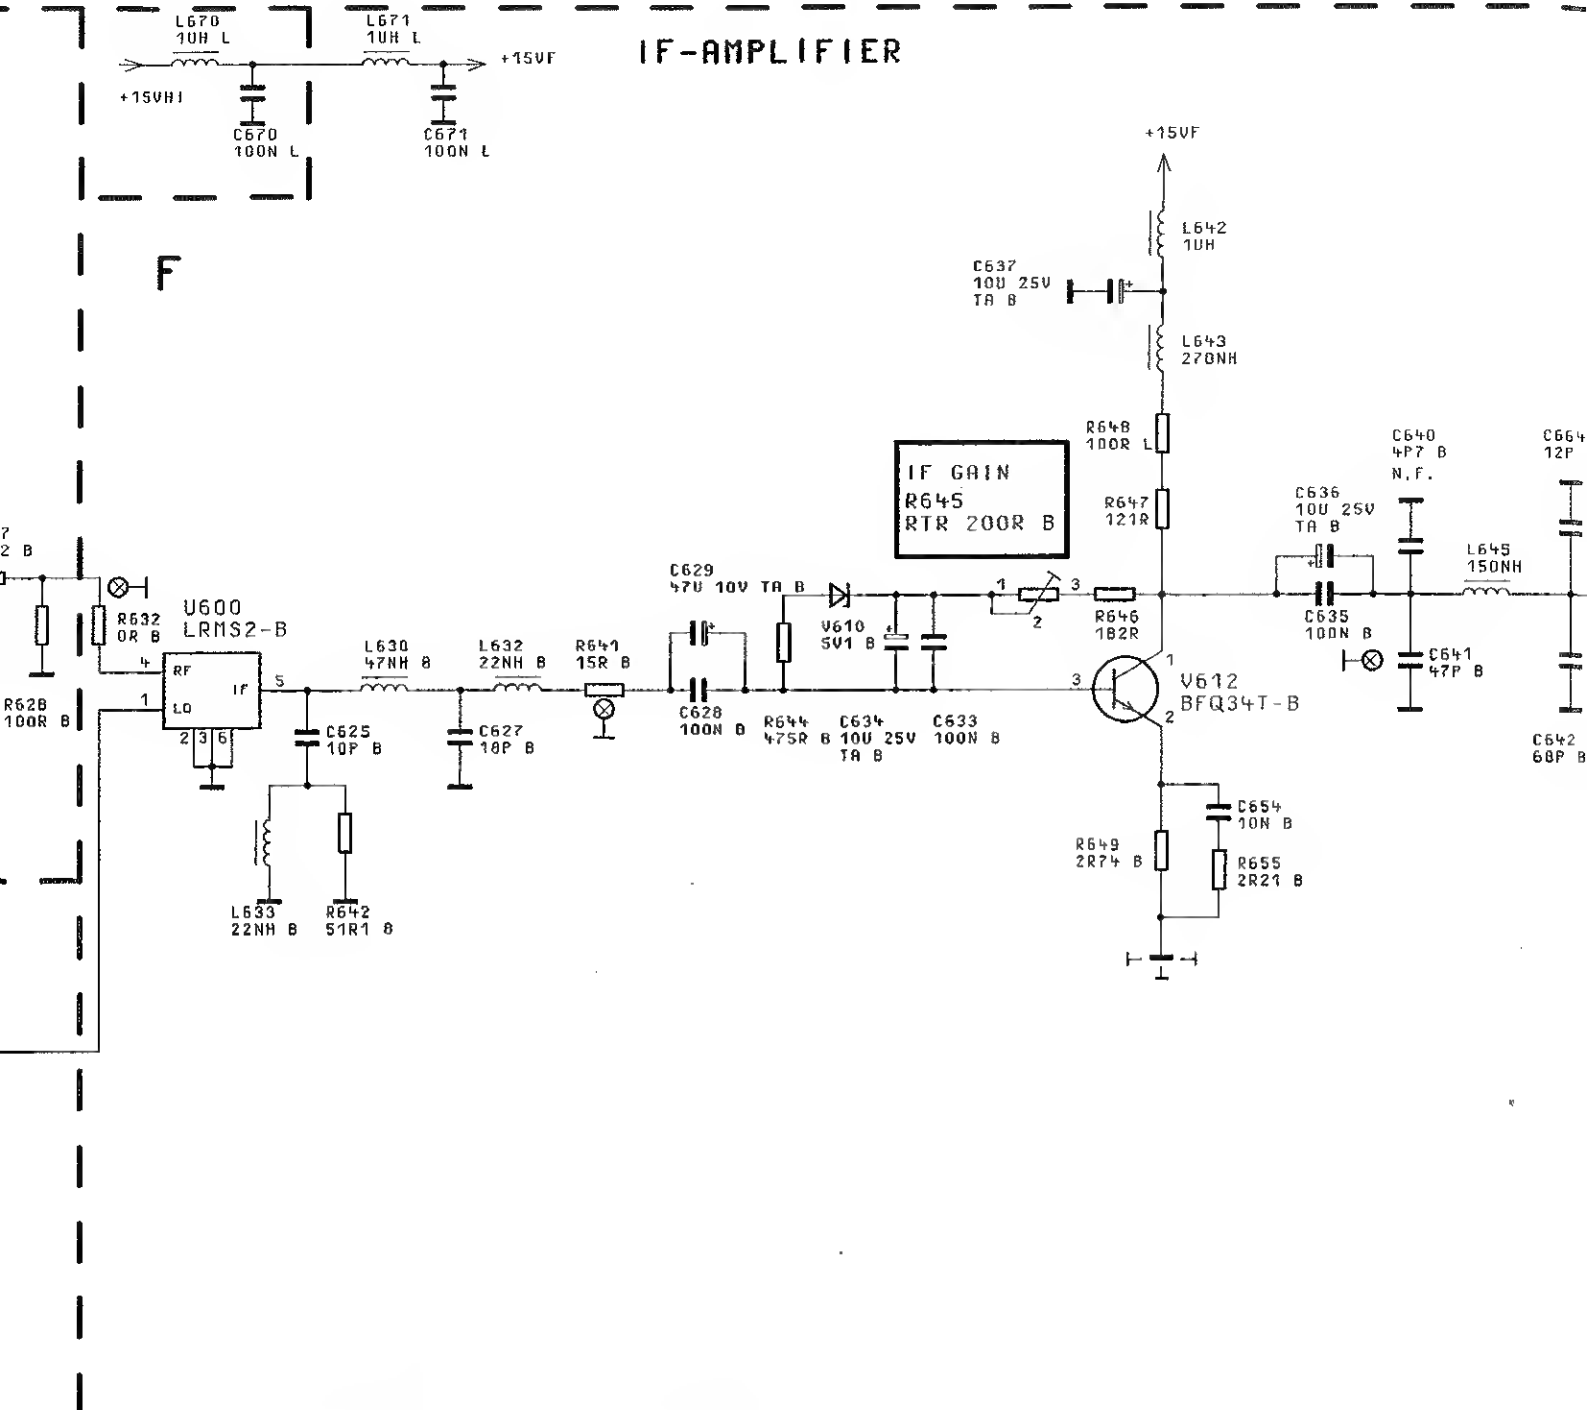 L670
1UH L
L671
1UH L
+15VF
+15VH1
C670
100N L
C671
100N L
IF-AMPLIFIER
F
+15VF
L642
1UH
C637
10U 25V
TA B
L643
270NH
R648
100R L
R647
121R
IF GAIN
R645
RTR 200R B
C636
10U 25V
TA B
C640
4P7 B
N.F.
C664
12P
L645
150NH
7
2 B
R632
0R B
U600
LRMS2-B
4
RF
5
IF
1
LO
2 3 6
R628
100R B
L630
47NH B
L632
22NH B
R641
15R B
C629
47U 10V TA B
V610
5V1 B
1
3
2
R646
182R
C635
100N B
C641
47P B
C642
68P B
C625
10P B
C627
18P B
C628
100N B
R644
475R B
C634
10U 25V
TA B
C633
100N B
3
1
2
V612
BFQ34T-B
C654
10N B
R649
2R74 B
R655
2R21 B
L633
22NH B
R642
51R1 B